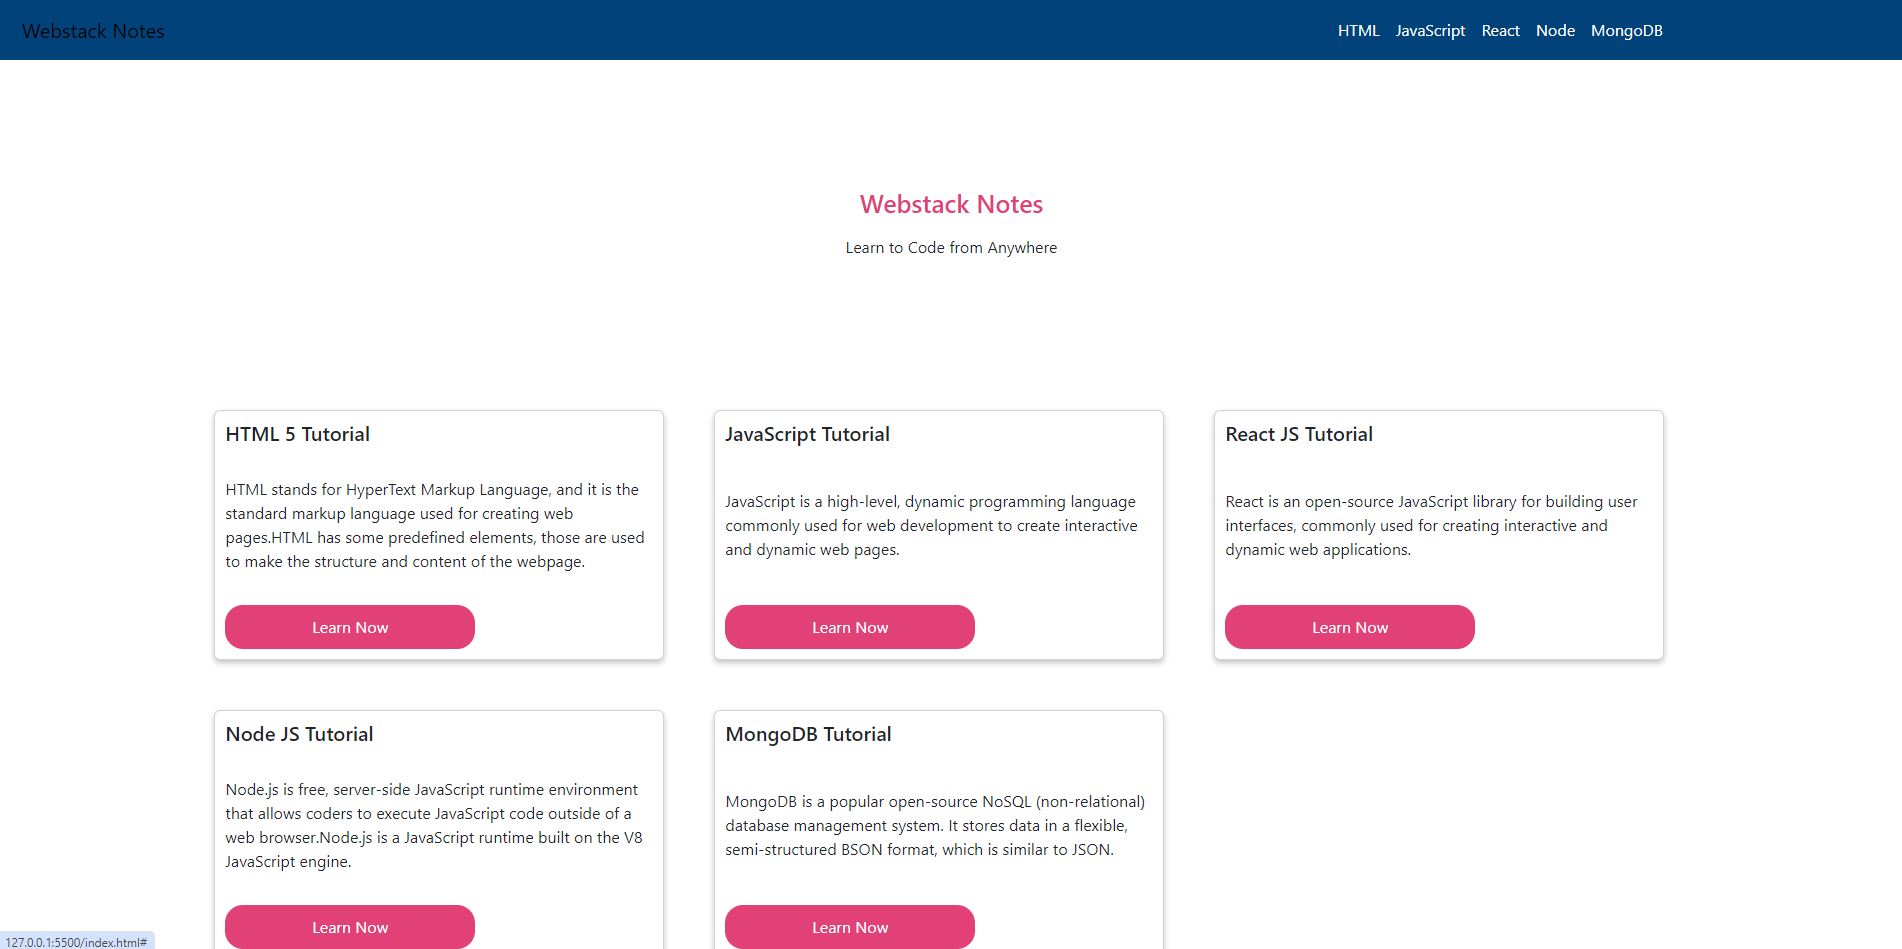 Webstack Notes
HTML JavaScript React Node MongoDB
Webstack Notes
Learn to Code from Anywhere
HTML 5 Tutorial
HTML stands for HyperText Markup Language, and it is the
standard markup language used for creating web
pages.HTML has some predefined elements, those are used
to make the structure and content of the webpage.
Learn Now
JavaScript Tutorial
JavaScript is a high-level, dynamic programming language
commonly used for web development to create interactive
and dynamic web pages.
Learn Now
React JS Tutorial
React is an open-source JavaScript library for building user
interfaces, commonly used for creating interactive and
dynamic web applications.
Learn Now
Node JS Tutorial
Node.js is free, server-side JavaScript runtime environment
that allows coders to execute JavaScript code outside of a
web browser.Node.js is a JavaScript runtime built on the V8
JavaScript engine.
Learn Now
MongoDB Tutorial
MongoDB is a popular open-source NoSQL (non-relational)
database management system. It stores data in a flexible,
semi-structured BSON format, which is similar to JSON.
Learn Now
127.0.0.1:5500/index.html#